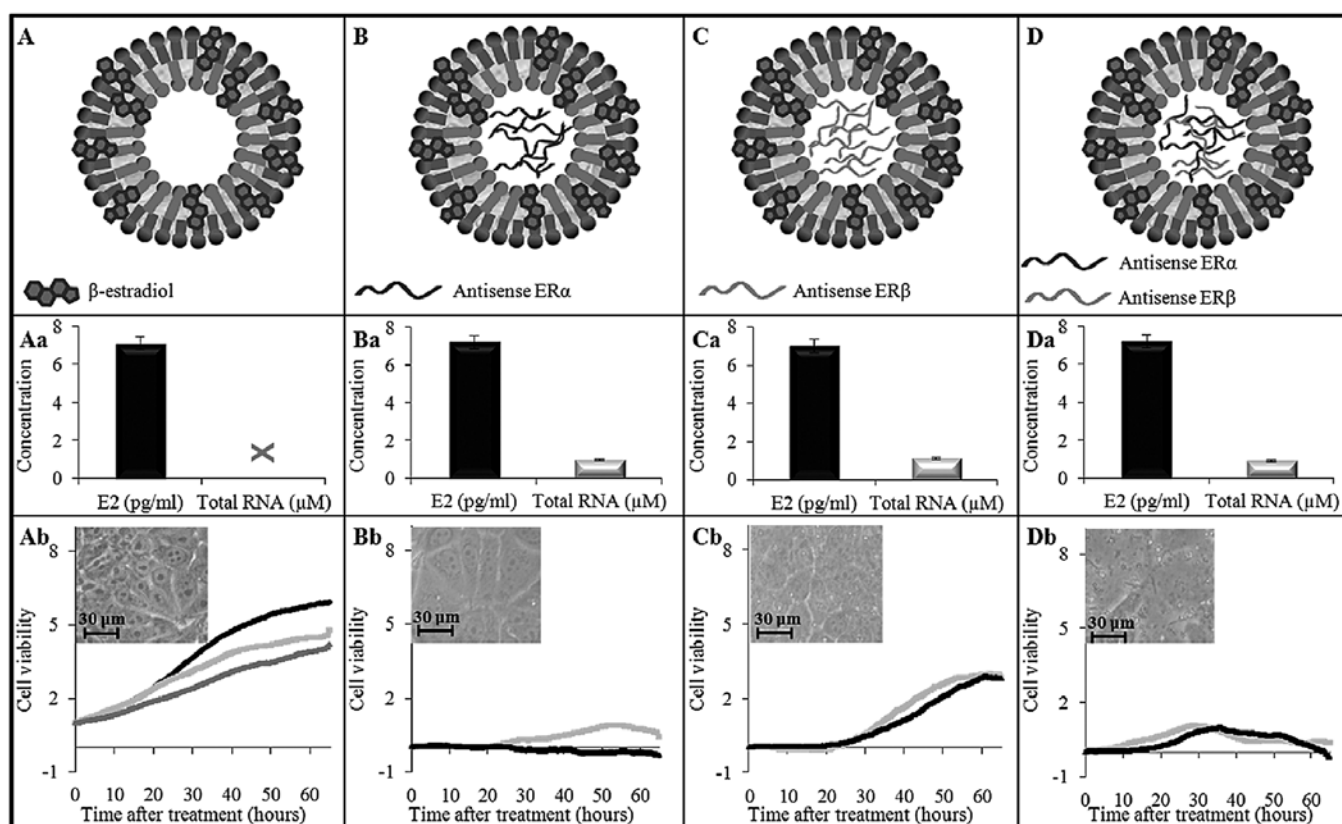 A
β-estradiol
B
Antisense ERα
C
Antisense ERβ
D
Antisense ERα
Antisense ERβ
Aa
8
6
4
2
0
Concentration
E2 (pg/ml) Total RNA (µM)
Ba
8
6
4
2
0
Concentration
E2 (pg/ml) Total RNA (µM)
Ca
8
6
4
2
0
Concentration
E2 (pg/ml) Total RNA (µM)
Da
8
6
4
2
0
Concentration
E2 (pg/ml) Total RNA (µM)
Ab
8
5
2
-1
Cell viability
30 µm
0 10 20 30 40 50 60
Time after treatment (hours)
Bb
8
5
2
-1
Cell viability
30 µm
0 10 20 30 40 50 60
Time after treatment (hours)
Cb
8
5
2
-1
Cell viability
30 µm
0 10 20 30 40 50 60
Time after treatment (hours)
Db
8
5
2
-1
Cell viability
30 µm
0 10 20 30 40 50 60
Time after treatment (hours)